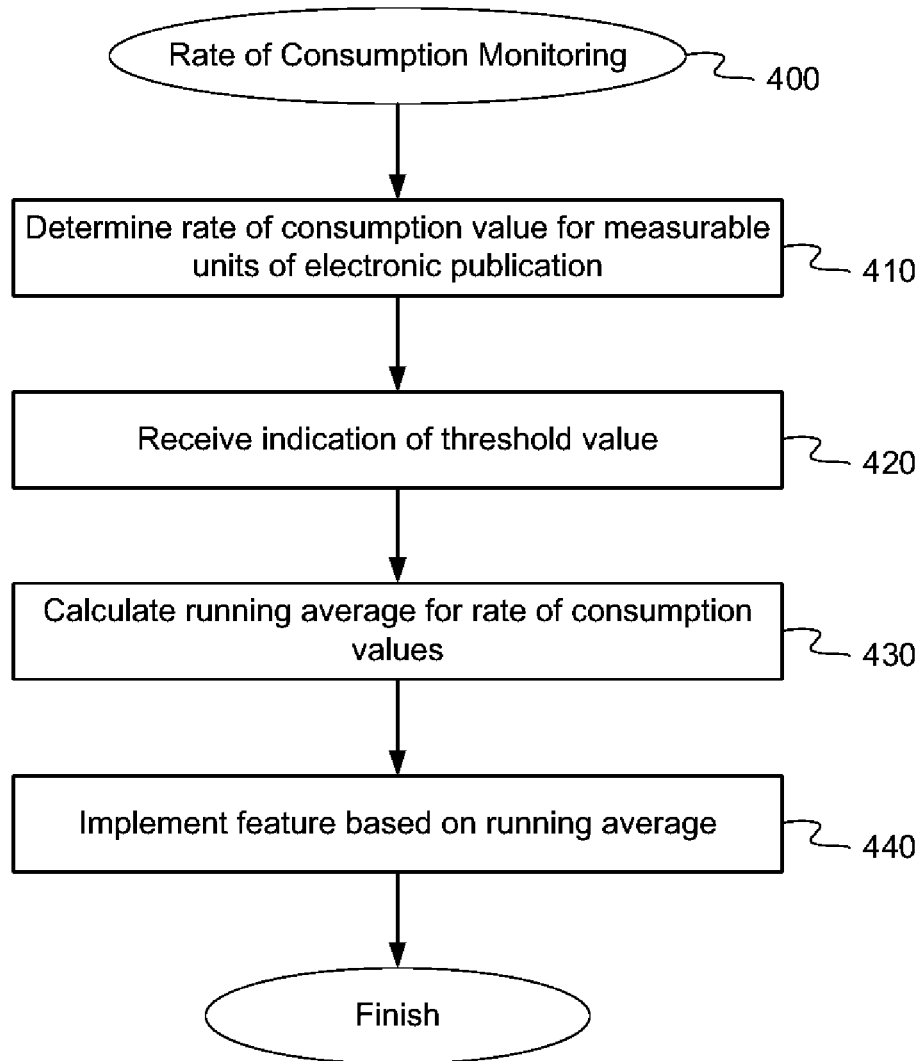 Rate of Consumption Monitoring
400
Determine rate of consumption value for measurable
units of electronic publication
410
Receive indication of threshold value
420
Calculate running average for rate of consumption
values
430
Implement feature based on running average
440
Finish